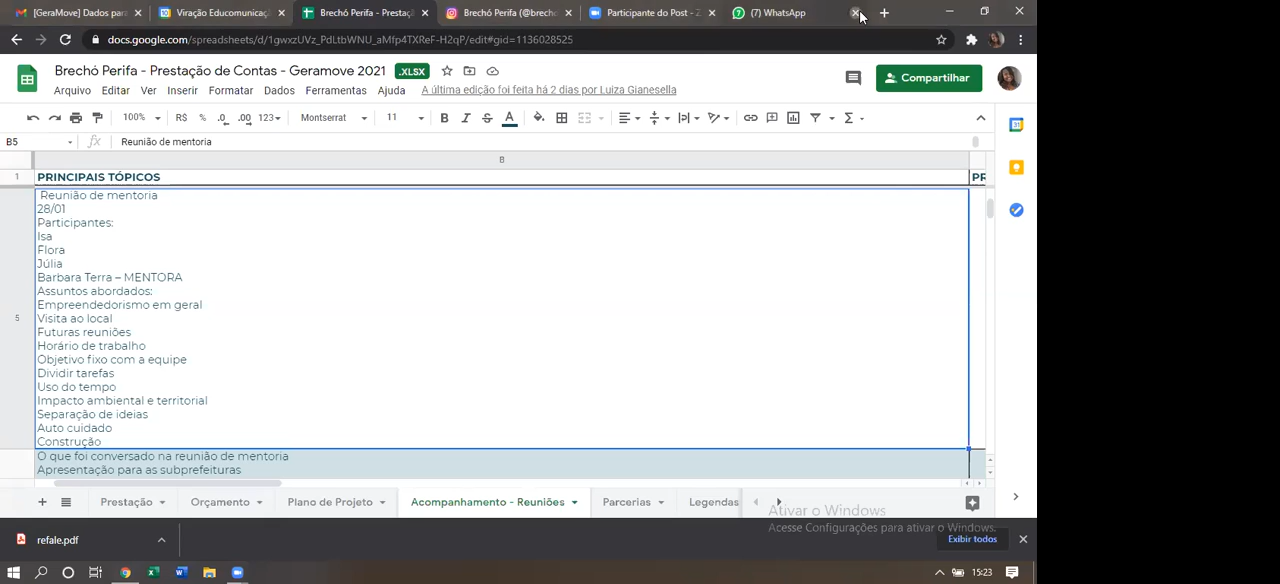 [GeraMove] Dados para
Viração Educomunicaç
Brechó Perifa - Prestaçã
Brechó Perifa (@brecho
Participante do Post - Z
(7) WhatsApp
docs.google.com/spreadsheets/d/1gwxzUVz_PdLtbWNU_aMfp4TXReF-H2qP/edit#gid=1136028525
Brechó Perifa - Prestação de Contas - Geramove 2021 .XLSX
Compartilhar
Arquivo Editar Ver Inserir Formatar Dados Ferramentas Ajuda A última edição foi feita há 2 dias por Luiza Gianesella
100% R$ % .0 .00 123 Montserrat 11 B I S A
B5 fx Reunião de mentoria
B
1 PRINCIPAIS TÓPICOS PR
Reunião de mentoria
28/01
Participantes:
Isa
Flora
Júlia
Barbara Terra – MENTORA
Assuntos abordados:
Empreendedorismo em geral
Visita ao local
5
Futuras reuniões
Horário de trabalho
Objetivo fixo com a equipe
Dividir tarefas
Uso do tempo
Impacto ambiental e territorial
Separação de ideias
Auto cuidado
Construção
O que foi conversado na reunião de mentoria
Apresentação para as subprefeituras
Prestação Orçamento Plano de Projeto Acompanhamento - Reuniões Parcerias Legendas
Ativar o Windows
Acesse Configurações para ativar o Windows.
refale.pdf
Exibir todos
15:23